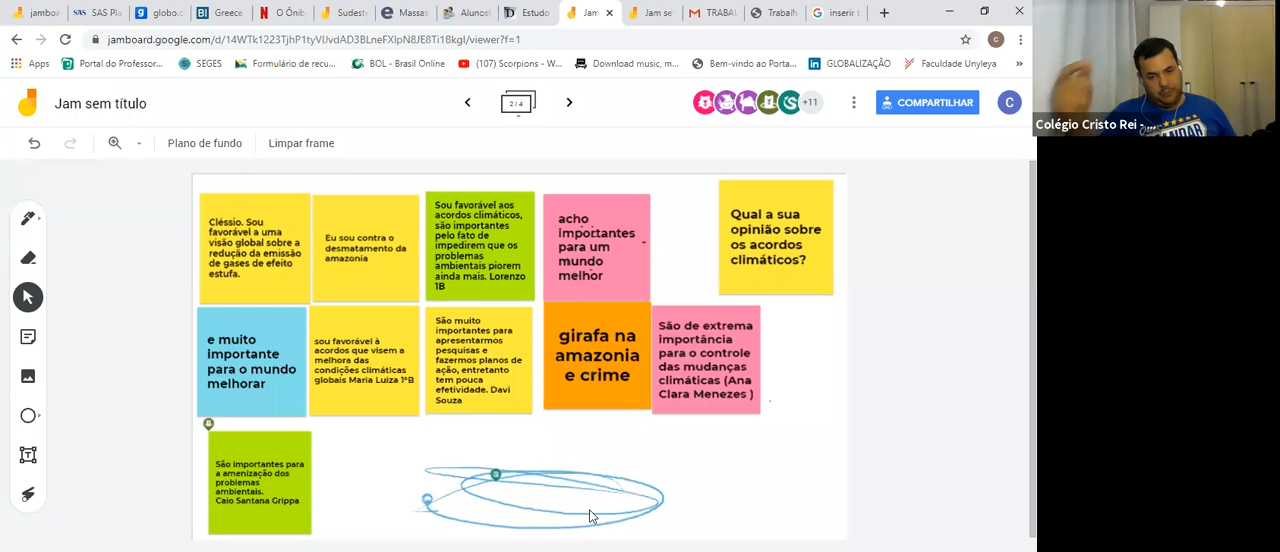 jamboa
SAS Pla
globo.c
Greece
O Ônib
Sudest
Massas
Alunos
Estudo
Jam
Jam se
TRABAL
Trabalh
inserir t
jamboard.google.com/d/14WTk1223TjhP1tyVlJvdAD3BLneFXlpN8JE8Ti1BkgI/viewer?f=1
Apps
Portal do Professor...
SEGES
Formulário de recu...
BOL - Brasil Online
(107) Scorpions - W...
Download music, m...
Bem-vindo ao Porta...
GLOBALIZAÇÃO
Faculdade Unyleya
Jam sem título
2 / 4
+11
COMPARTILHAR
C
Plano de fundo
Limpar frame
Colégio Cristo Rei - ...
Cléssio. Sou
favorável a uma
visão global sobre a
redução da emissão
de gases de efeito
estufa.
Eu sou contra o
desmatamento da
amazonia
Sou favorável aos
acordos climáticos,
são importantes
pelo fato de
impedirem que os
problemas
ambientais piorem
ainda mais. Lorenzo
1B
acho
importantes
para um
mundo
melhor
Qual a sua
opinião sobre
os acordos
climáticos?
e muito
importante
para o mundo
melhorar
sou favorável à
acordos que visem a
melhora das
condições climáticas
globais Maria Luiza 1°B
São muito
importantes para
apresentarmos
pesquisas e
fazermos planos de
ação, entretanto
tem pouca
efetividade. Davi
Souza
girafa na
amazonia
e crime
São de extrema
importância
para o controle
das mudanças
climáticas (Ana
Clara Menezes )
São importantes para
a amenização dos
problemas
ambientais.
Caio Santana Grippa